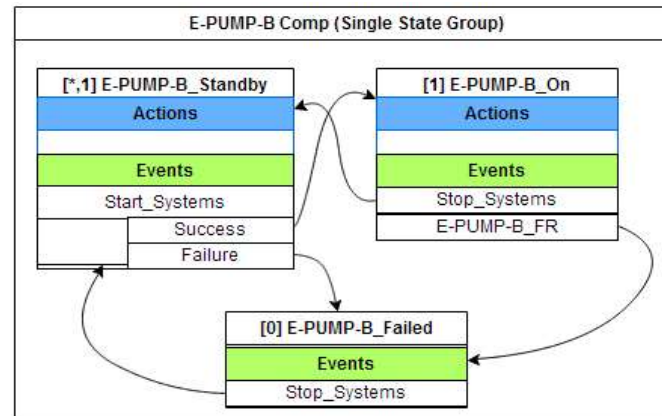 E-PUMP-B Comp (Single State Group)
[*,1] E-PUMP-B_Standby
Actions
Events
Start_Systems
Success
Failure
[1] E-PUMP-B_On
Actions
Events
Stop_Systems
E-PUMP-B_FR
[0] E-PUMP-B_Failed
Events
Stop_Systems